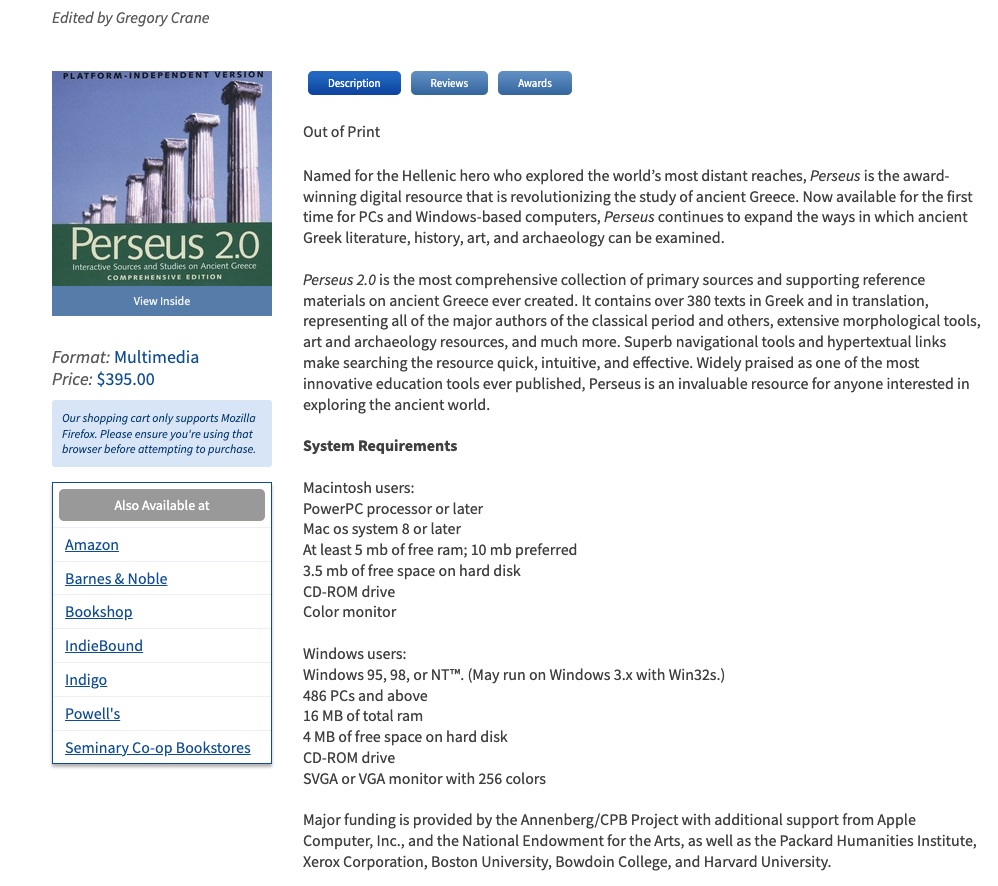 Edited by Gregory Crane
PLATFORM-INDEPENDENT VERSION
Perseus 2.0
Interactive Sources and Studies on Ancient Greece
COMPREHENSIVE EDITION
View Inside
Format: Multimedia
Price: $395.00
Our shopping cart only supports Mozilla
Firefox. Please ensure you're using that
browser before attempting to purchase.
Also Available at
Amazon
Barnes & Noble
Bookshop
IndieBound
Indigo
Powell's
Seminary Co-op Bookstores
Description
Reviews
Awards
Out of Print
Named for the Hellenic hero who explored the world’s most distant reaches, Perseus is the award-
winning digital resource that is revolutionizing the study of ancient Greece. Now available for the first
time for PCs and Windows-based computers, Perseus continues to expand the ways in which ancient
Greek literature, history, art, and archaeology can be examined.
Perseus 2.0 is the most comprehensive collection of primary sources and supporting reference
materials on ancient Greece ever created. It contains over 380 texts in Greek and in translation,
representing all of the major authors of the classical period and others, extensive morphological tools,
art and archaeology resources, and much more. Superb navigational tools and hypertextual links
make searching the resource quick, intuitive, and effective. Widely praised as one of the most
innovative education tools ever published, Perseus is an invaluable resource for anyone interested in
exploring the ancient world.
System Requirements
Macintosh users:
PowerPC processor or later
Mac os system 8 or later
At least 5 mb of free ram; 10 mb preferred
3.5 mb of free space on hard disk
CD-ROM drive
Color monitor
Windows users:
Windows 95, 98, or NT™. (May run on Windows 3.x with Win32s.)
486 PCs and above
16 MB of total ram
4 MB of free space on hard disk
CD-ROM drive
SVGA or VGA monitor with 256 colors
Major funding is provided by the Annenberg/CPB Project with additional support from Apple
Computer, Inc., and the National Endowment for the Arts, as well as the Packard Humanities Institute,
Xerox Corporation, Boston University, Bowdoin College, and Harvard University.